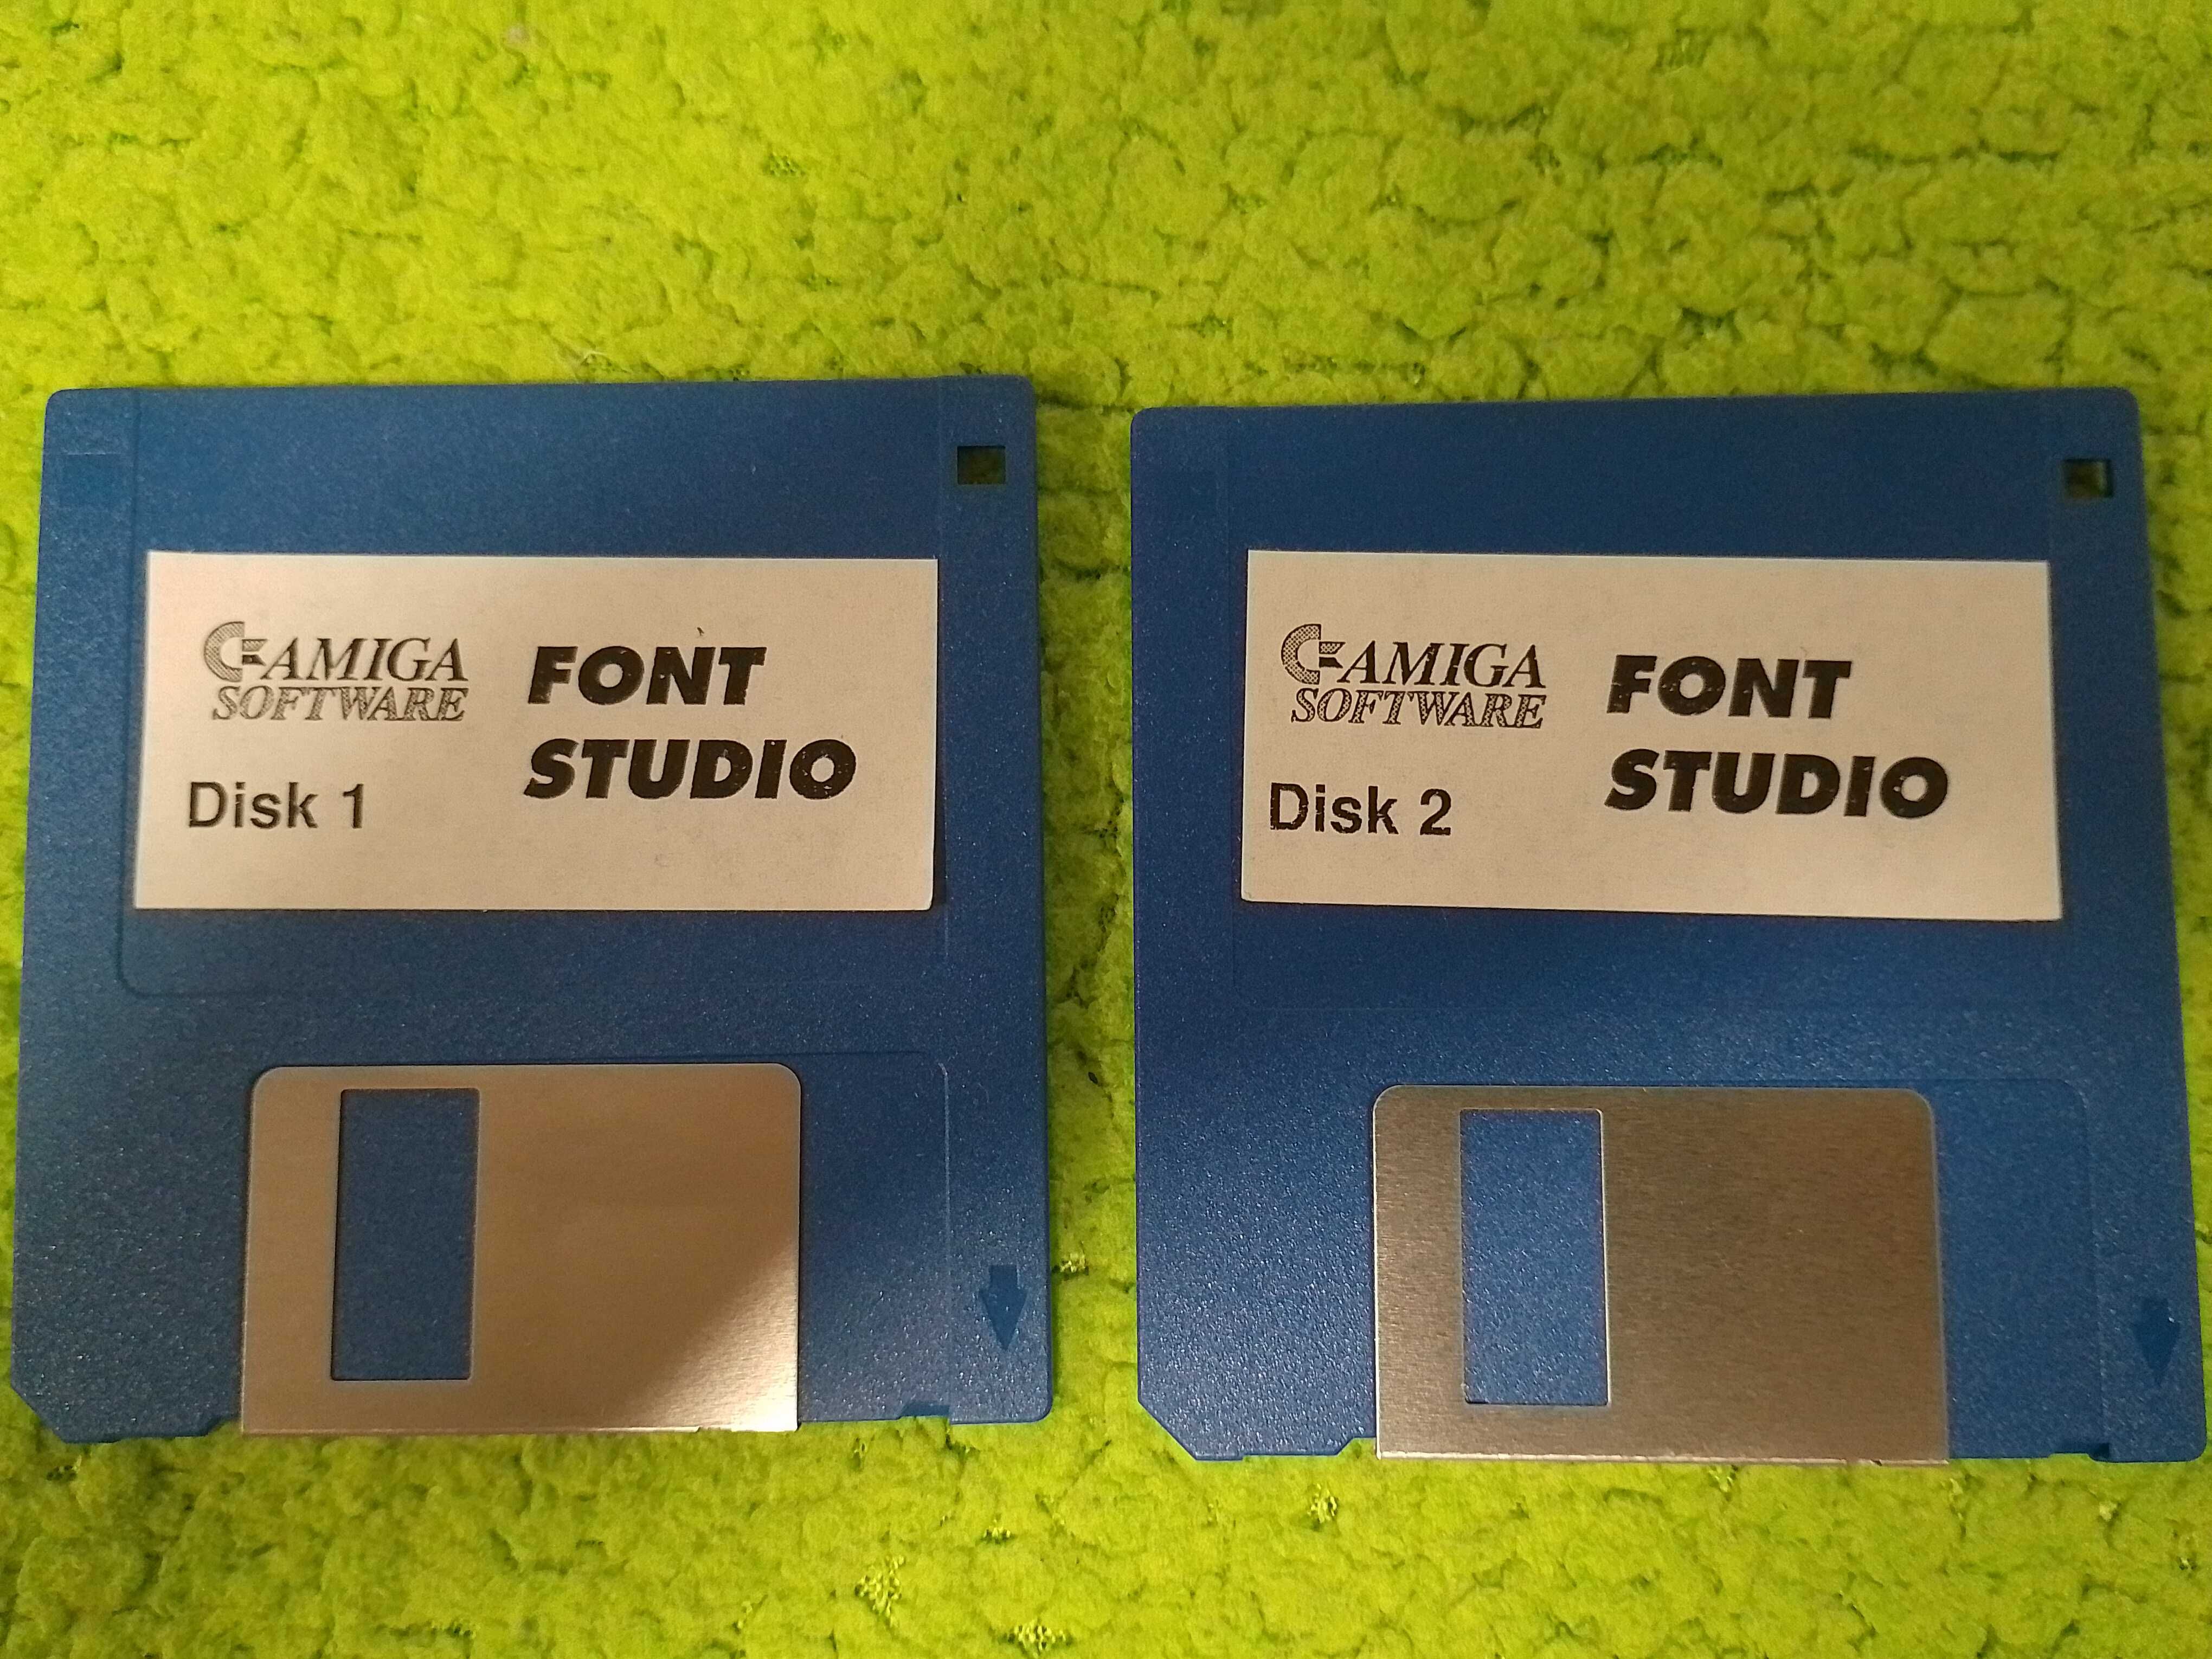 AMIGA
SOFTWARE
FONT
STUDIO
Disk 1
AMIGA
SOFTWARE
FONT
STUDIO
Disk 2